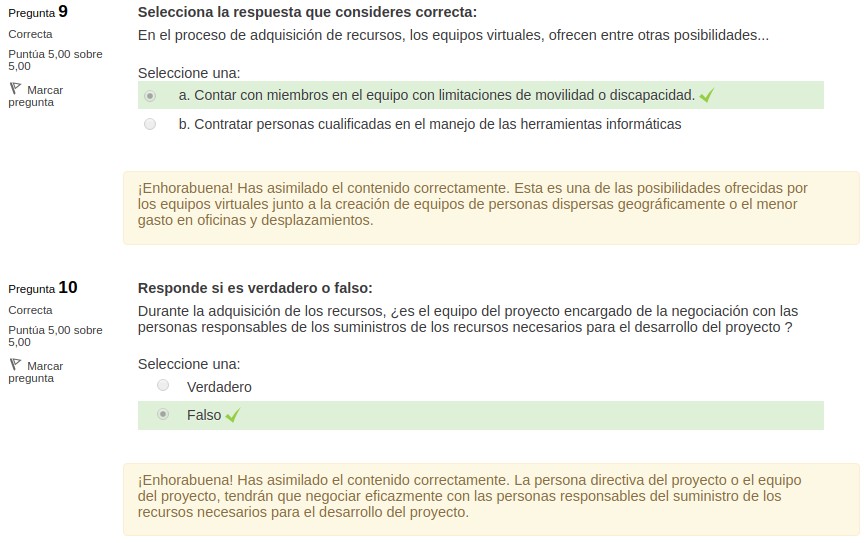 Pregunta 9
Correcta
Puntúa 5,00 sobre
5,00
Marcar
pregunta
Selecciona la respuesta que consideres correcta:
En el proceso de adquisición de recursos, los equipos virtuales, ofrecen entre otras posibilidades...
Seleccione una:
a. Contar con miembros en el equipo con limitaciones de movilidad o discapacidad.
b. Contratar personas cualificadas en el manejo de las herramientas informáticas
¡Enhorabuena! Has asimilado el contenido correctamente. Esta es una de las posibilidades ofrecidas por
los equipos virtuales junto a la creación de equipos de personas dispersas geográficamente o el menor
gasto en oficinas y desplazamientos.
Pregunta 10
Correcta
Puntúa 5,00 sobre
5,00
Marcar
pregunta
Responde si es verdadero o falso:
Durante la adquisición de los recursos, ¿es el equipo del proyecto encargado de la negociación con las
personas responsables de los suministros de los recursos necesarios para el desarrollo del proyecto ?
Seleccione una:
Verdadero
Falso
¡Enhorabuena! Has asimilado el contenido correctamente. La persona directiva del proyecto o el equipo
del proyecto, tendrán que negociar eficazmente con las personas responsables del suministro de los
recursos necesarios para el desarrollo del proyecto.